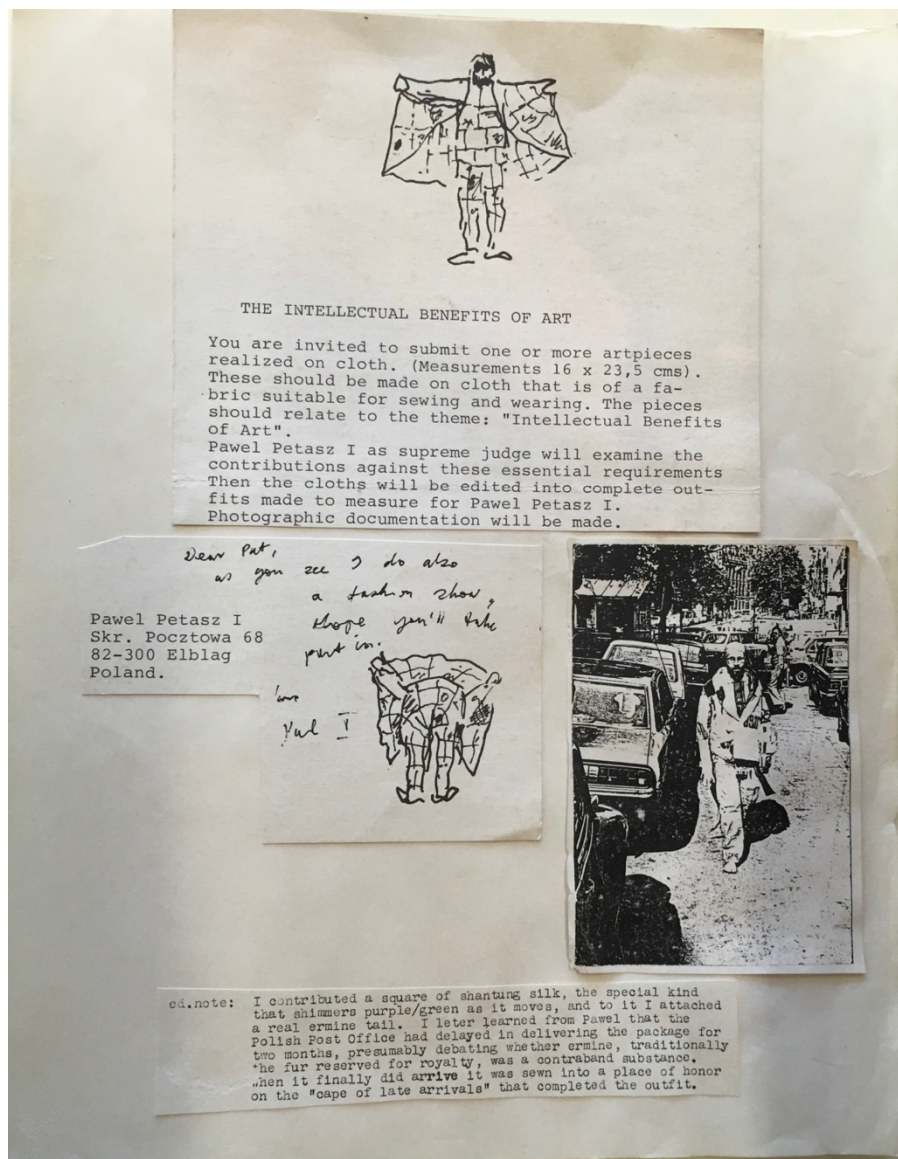 THE INTELLECTUAL BENEFITS OF ART
You are invited to submit one or more artpieces
realized on cloth. (Measurements 16 x 23,5 cms).
These should be made on cloth that is of a fa-
bric suitable for sewing and wearing. The pieces
should relate to the theme: "Intellectual Benefits
of Art".
Pawel Petasz I as supreme judge will examine the
contributions against these essential requirements
Then the cloths will be edited into complete out-
fits made to measure for Pawel Petasz I.
Photographic documentation will be made.
Dear Pat,
as you see I do also
a fashion show,
I hope you'll take
part in.
Pawel Petasz I
Skr. Pocztowa 68
82-300 Elblag
Poland.
I
ed.note: I contributed a square of shantung silk, the special kind
that shimmers purple/green as it moves, and to it I attached
a real ermine tail. I leter learned from Pawel that the
Polish Post Office had delayed in delivering the package for
two months, presumably debating whether ermine, traditionally
the fur reserved for royalty, was a contraband substance.
When it finally did arrive it was sewn into a place of honor
on the "cape of late arrivals" that completed the outfit.